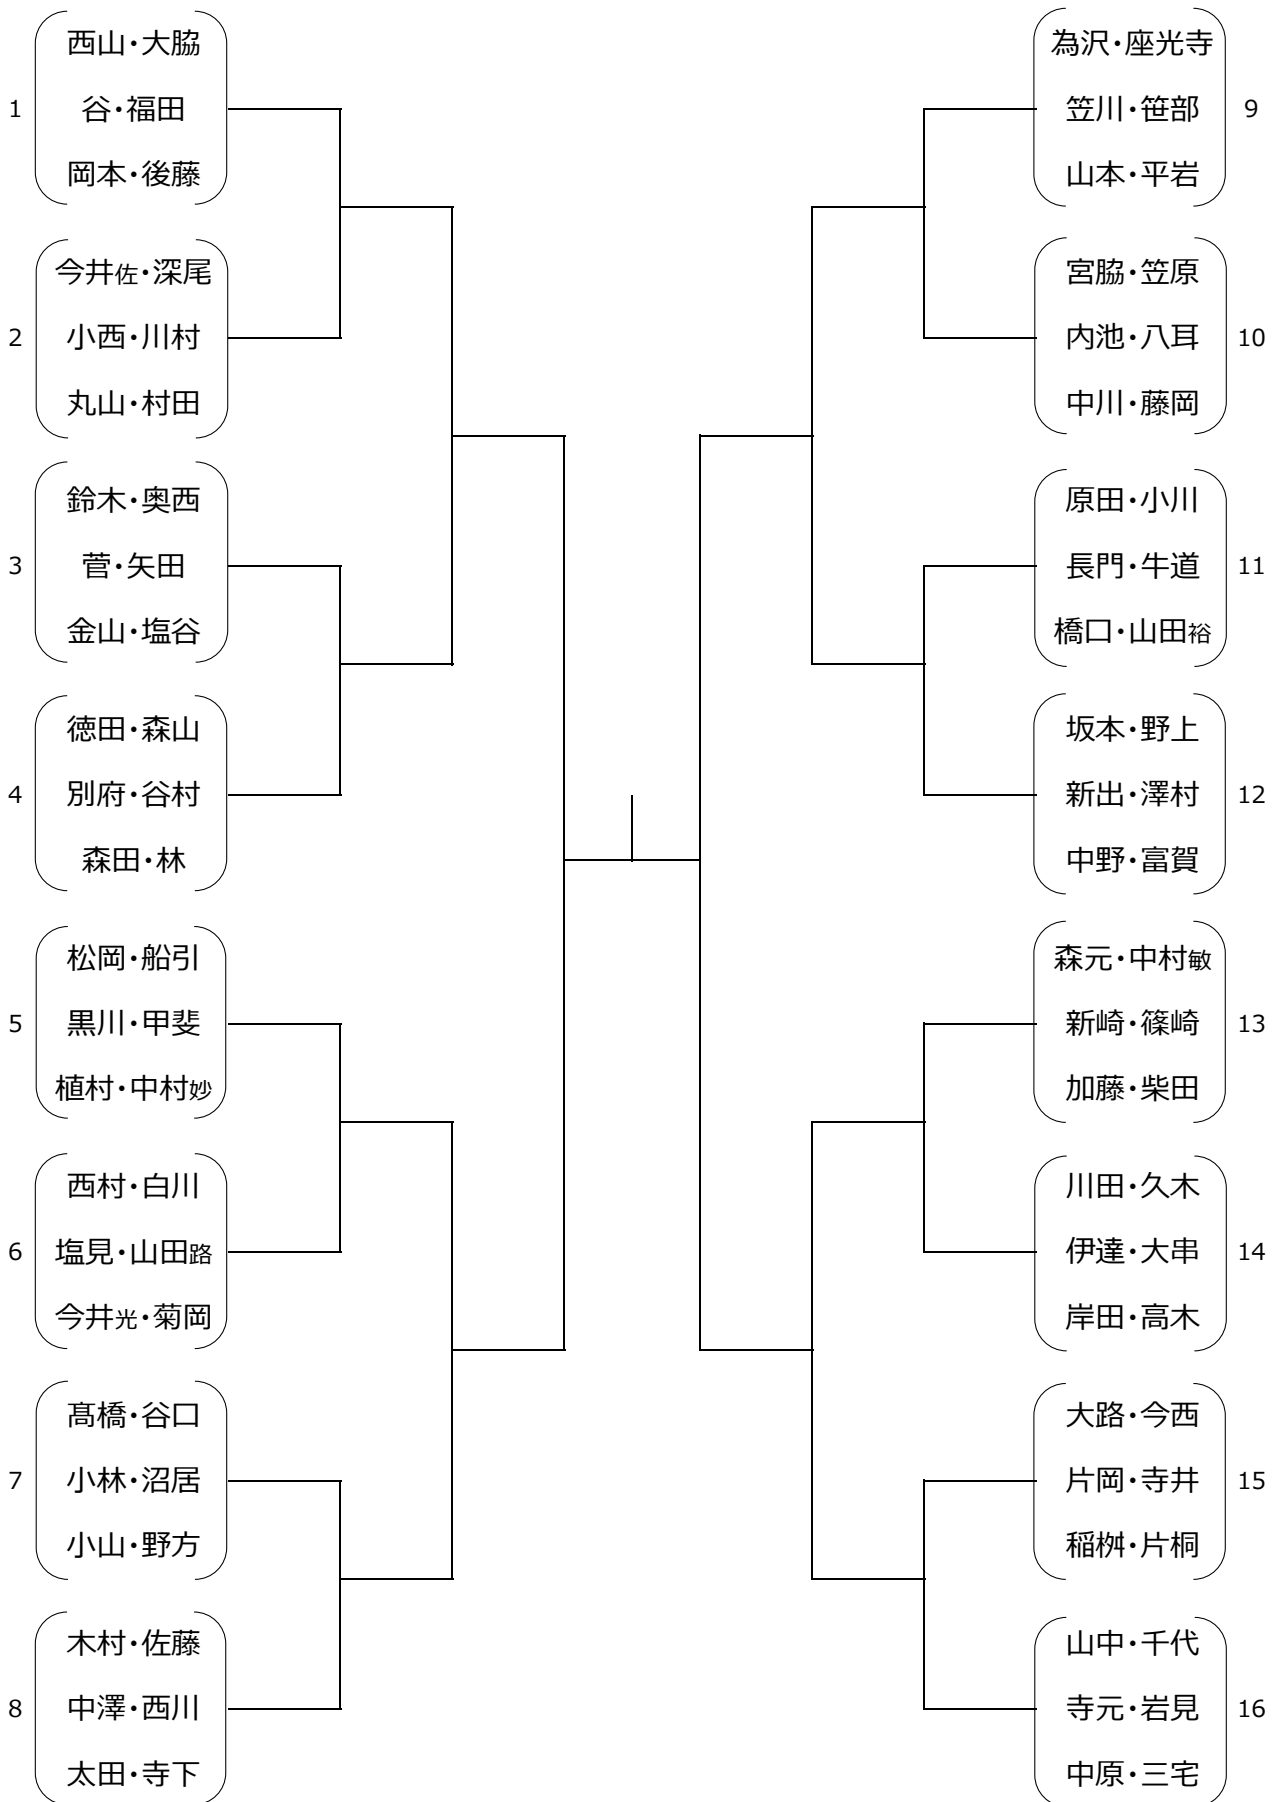 1
西山・大脇
谷・福田
岡本・後藤
2
今井佐・深尾
小西・川村
丸山・村田
3
鈴木・奥西
菅・矢田
金山・塩谷
4
徳田・森山
別府・谷村
森田・林
5
松岡・船引
黒川・甲斐
植村・中村妙
6
西村・白川
塩見・山田路
今井光・菊岡
7
髙橋・谷口
小林・沼居
小山・野方
8
木村・佐藤
中澤・西川
太田・寺下
為沢・座光寺
笠川・笹部
山本・平岩
9
宮脇・笠原
内池・八耳
中川・藤岡
10
原田・小川
長門・牛道
橋口・山田裕
11
坂本・野上
新出・澤村
中野・富賀
12
森元・中村敏
新崎・篠崎
加藤・柴田
13
川田・久木
伊達・大串
岸田・高木
14
大路・今西
片岡・寺井
稲桝・片桐
15
山中・千代
寺元・岩見
中原・三宅
16